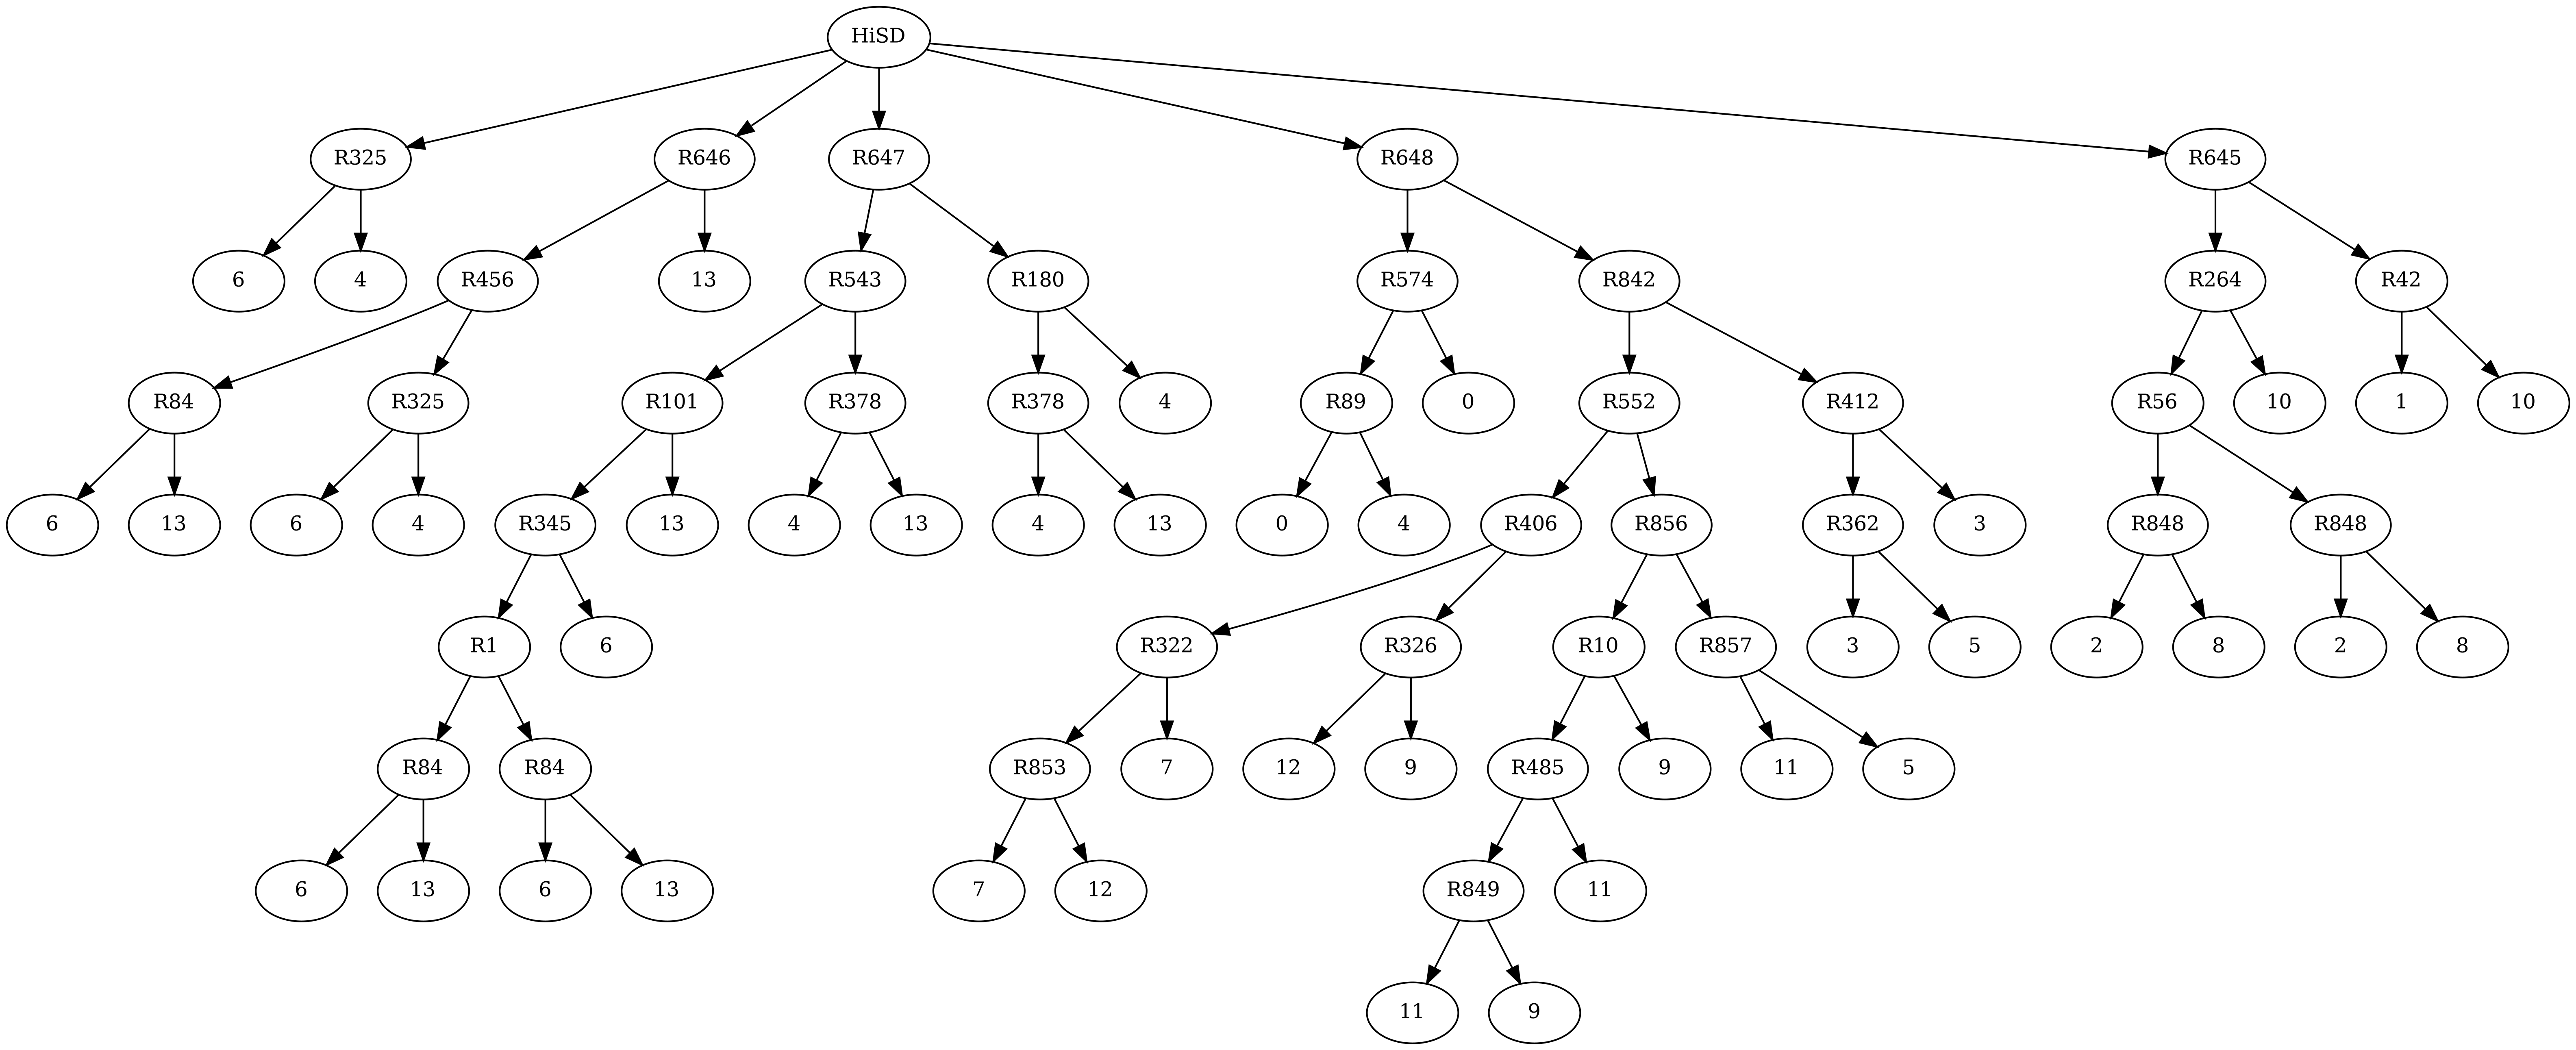 HiSD
R325 R646 R647 R648 R645
6 4 R456 13 R543 R180 R574 R842 R264 R42
R84 R325 R101 R378 R378 4 R89 0 R552 R412 R56 10 1 10
6 13 6 4 R345 13 4 13 4 13 0 4 R406 R856 R362 3 R848 R848
R1 6 R322 R326 R10 R857 3 5 2 8 2 8
R84 R84 R853 7 12 9 R485 9 11 5
6 13 6 13 7 12 R849 11
11 9